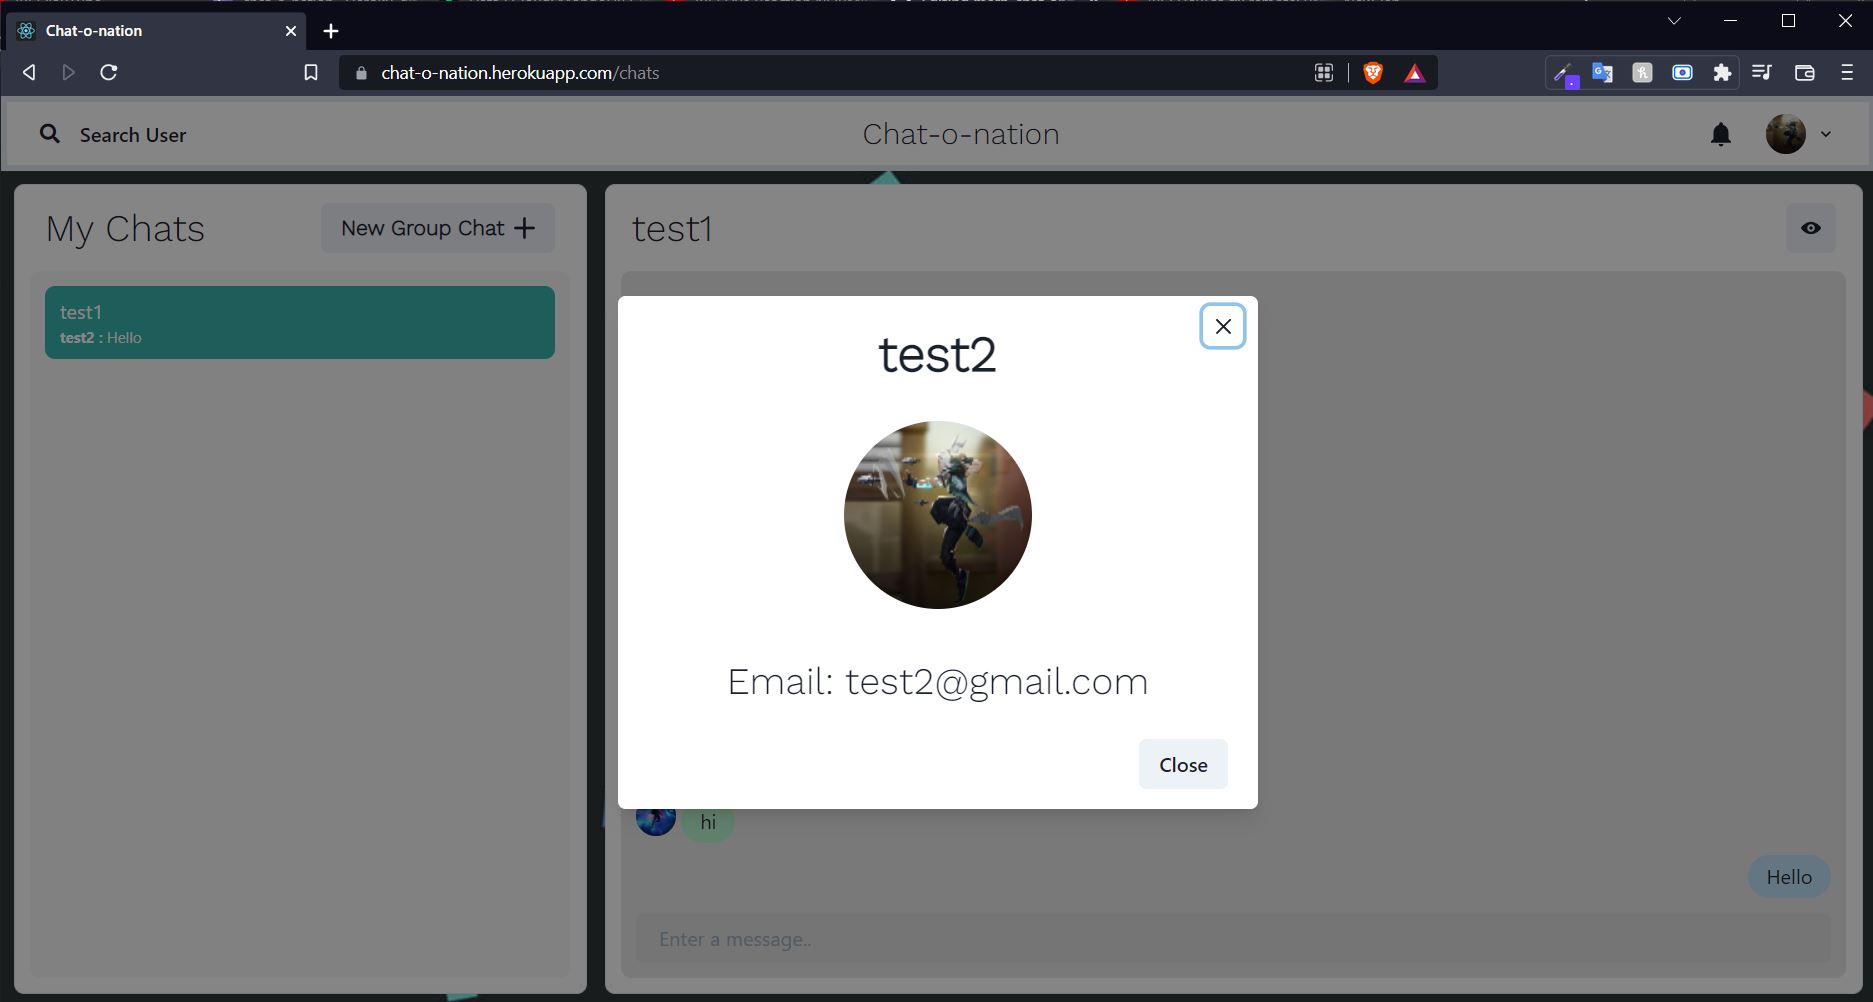 Chat-o-nation
chat-o-nation.herokuapp.com/chats
Search User
Chat-o-nation
My Chats
New Group Chat
test1
test2 : Hello
test1
test2
Email: test2@gmail.com
Close
hi
Hello
Enter a message..